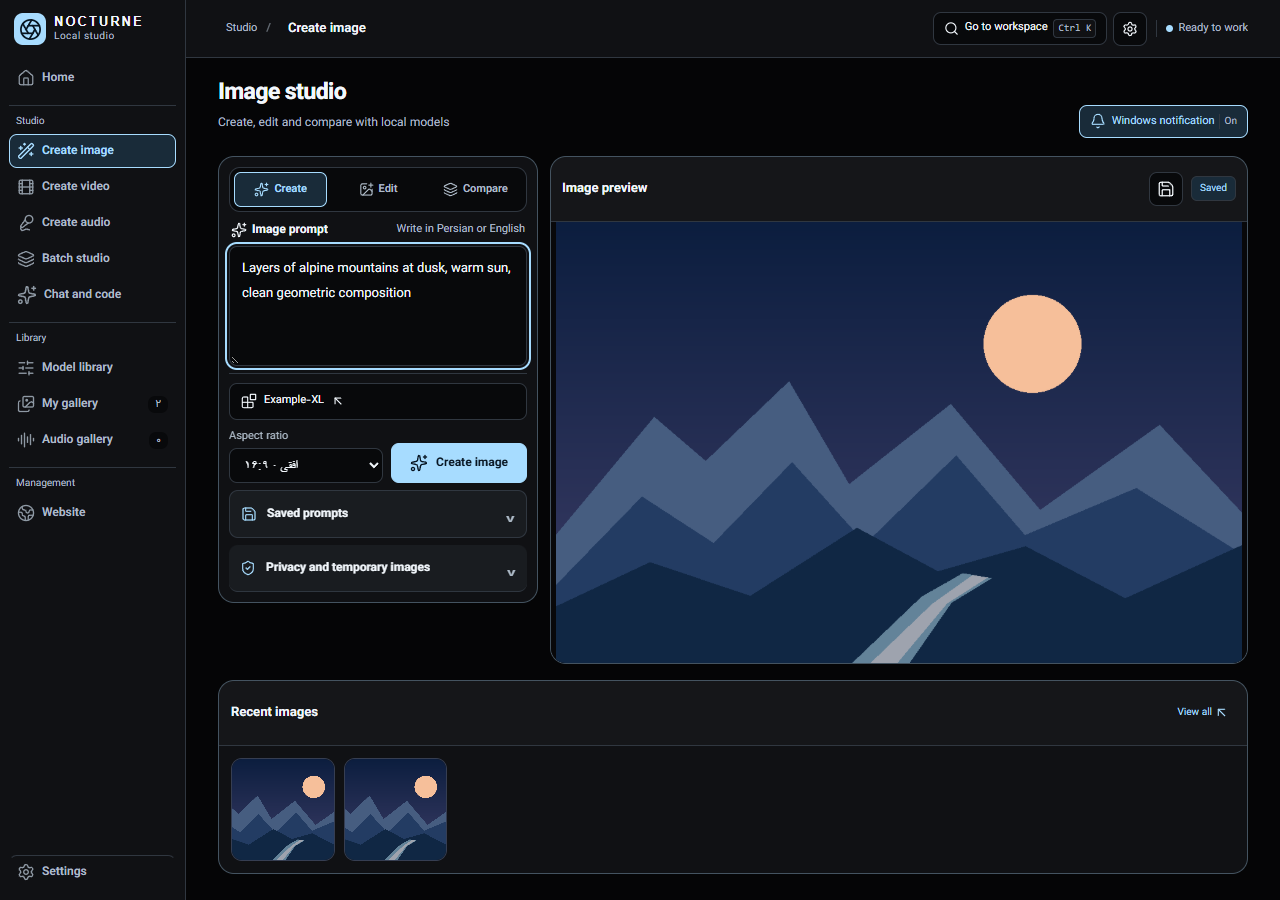 NOCTURNE
Local studio
Home
Studio
Create image
Create video
Create audio
Batch studio
Chat and code
Library
Model library
My gallery ۲
Audio gallery ۰
Management
Website
Settings
Studio / Create image
Go to workspace Ctrl K
Ready to work
Image studio
Create, edit and compare with local models
Windows notification On
Create Edit Compare
Image prompt Write in Persian or English
Layers of alpine mountains at dusk, warm sun,
clean geometric composition
Example-XL
Aspect ratio
افقی · ۱۶:۹
Create image
Saved prompts
Privacy and temporary images
Image preview
Saved
Recent images
View all